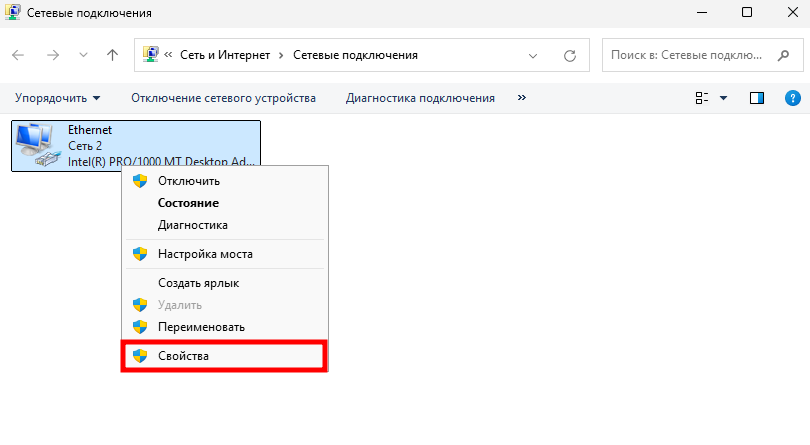 Сетевые подключения
Сеть и Интернет Сетевые подключения
Поиск в: Сетевые подклю...
Упорядочить Отключение сетевого устройства Диагностика подключения » ?
Ethernet
Сеть 2
Intel(R) PRO/1000 MT Desktop Ad...
Отключить
Состояние
Диагностика
Настройка моста
Создать ярлык
Удалить
Переименовать
Свойства